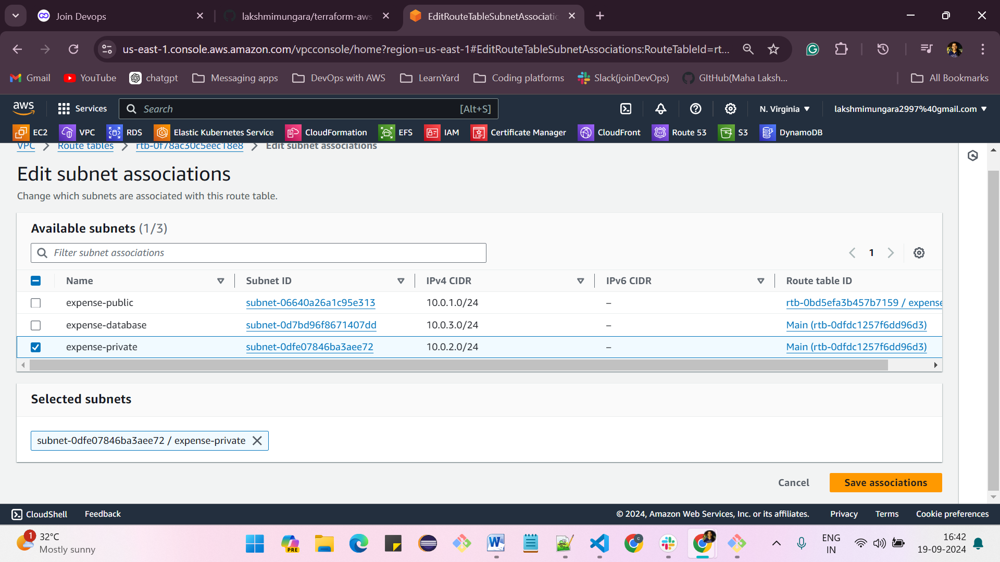 Join Devops
lakshmimungara/terraform-aws
EditRouteTableSubnetAssociatio
us-east-1.console.aws.amazon.com/vpcconsole/home?region=us-east-1#EditRouteTableSubnetAssociations:RouteTableId=rt...
Gmail
YouTube
chatgpt
Messaging apps
DevOps with AWS
LearnYard
Coding platforms
Slack(joinDevOps)
GItHub(Maha Laksh...
All Bookmarks
aws
Services
Search
[Alt+S]
N. Virginia
lakshmimungara2997%40gmail.com
EC2
VPC
RDS
Elastic Kubernetes Service
CloudFormation
EFS
IAM
Certificate Manager
CloudFront
Route 53
S3
DynamoDB
VPC
Route tables
rtb-0f78ac30c5eec18e8
Edit subnet associations
Edit subnet associations
Change which subnets are associated with this route table.
Available subnets (1/3)
Filter subnet associations
1
Name
Subnet ID
IPv4 CIDR
IPv6 CIDR
Route table ID
expense-public
subnet-06640a26a1c95e313
10.0.1.0/24
–
rtb-0bd5efa3b457b7159 / expense
expense-database
subnet-0d7bd96f8671407dd
10.0.3.0/24
–
Main (rtb-0dfdc1257f6dd96d3)
expense-private
subnet-0dfe07846ba3aee72
10.0.2.0/24
–
Main (rtb-0dfdc1257f6dd96d3)
Selected subnets
subnet-0dfe07846ba3aee72 / expense-private
Cancel
Save associations
CloudShell
Feedback
© 2024, Amazon Web Services, Inc. or its affiliates.
Privacy
Terms
Cookie preferences
1
32°C
Mostly sunny
PRE
ENG
IN
16:42
19-09-2024